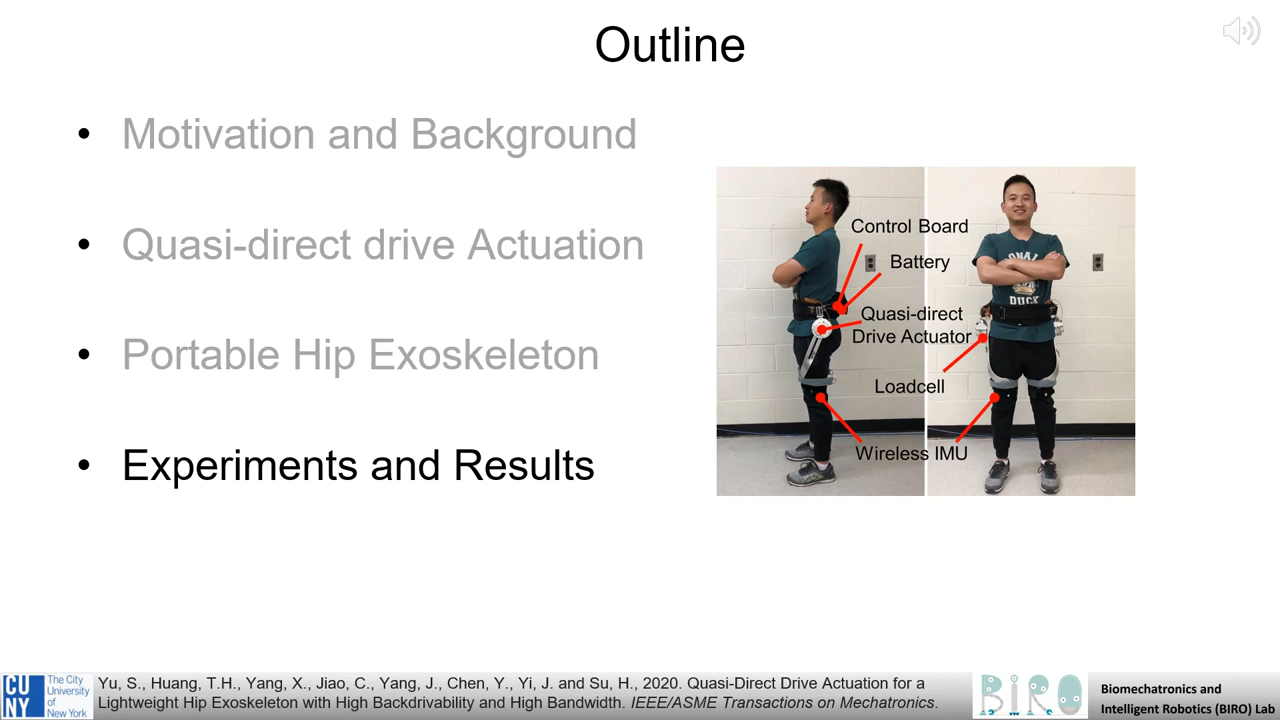 Outline
• Motivation and Background
• Quasi-direct drive Actuation
• Portable Hip Exoskeleton
• Experiments and Results
Control Board
Battery
Quasi-direct
Drive Actuator
Loadcell
Wireless IMU
DUCK
CU
NY
The City
University
of
New York
Yu, S., Huang, T.H., Yang, X., Jiao, C., Yang, J., Chen, Y., Yi, J. and Su, H., 2020. Quasi-Direct Drive Actuation for a
Lightweight Hip Exoskeleton with High Backdrivability and High Bandwidth. IEEE/ASME Transactions on Mechatronics.
BIRO
Biomechatronics and
Intelligent Robotics (BIRO) Lab